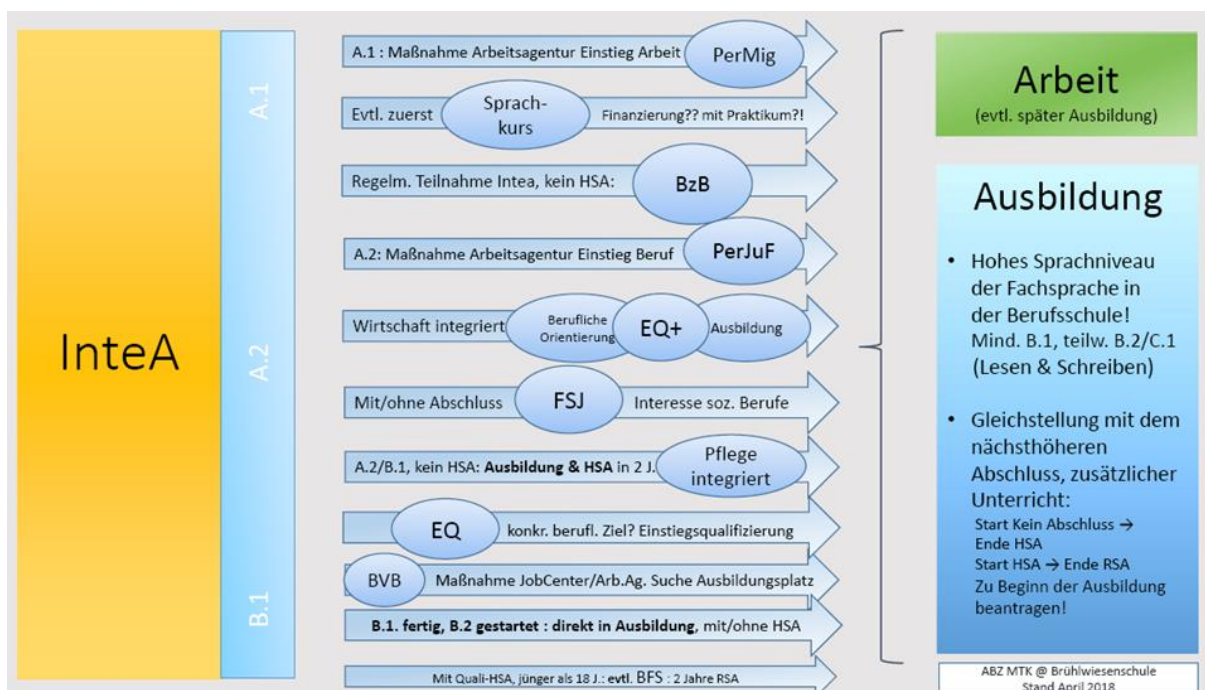 InteA
A.1
A.2
B.1
A.1 : Maßnahme Arbeitsagentur Einstieg Arbeit PerMig
Evtl. zuerst Sprach-
kurs Finanzierung?? mit Praktikum?!
Regelm. Teilnahme Intea, kein HSA: BzB
A.2: Maßnahme Arbeitsagentur Einstieg Beruf PerJuF
Wirtschaft integriert Berufliche
Orientierung EQ+ Ausbildung
Mit/ohne Abschluss FSJ Interesse soz. Berufe
A.2/B.1, kein HSA: Ausbildung & HSA in 2 J. Pflege
integriert
EQ konkr. berufl. Ziel? Einstiegsqualifizierung
BVB Maßnahme JobCenter/Arb.Ag. Suche Ausbildungsplatz
B.1. fertig, B.2 gestartet : direkt in Ausbildung, mit/ohne HSA
Mit Quali-HSA, jünger als 18 J.: evtl. BFS : 2 Jahre RSA
Arbeit
(evtl. später Ausbildung)
Ausbildung
• Hohes Sprachniveau
der Fachsprache in
der Berufsschule!
Mind. B.1, teilw. B.2/C.1
(Lesen & Schreiben)
• Gleichstellung mit dem
nächsthöheren
Abschluss, zusätzlicher
Unterricht:
Start Kein Abschluss →
Ende HSA
Start HSA → Ende RSA
Zu Beginn der Ausbildung
beantragen!
ABZ MTK @ Brühlwiesenschule
Stand April 2018